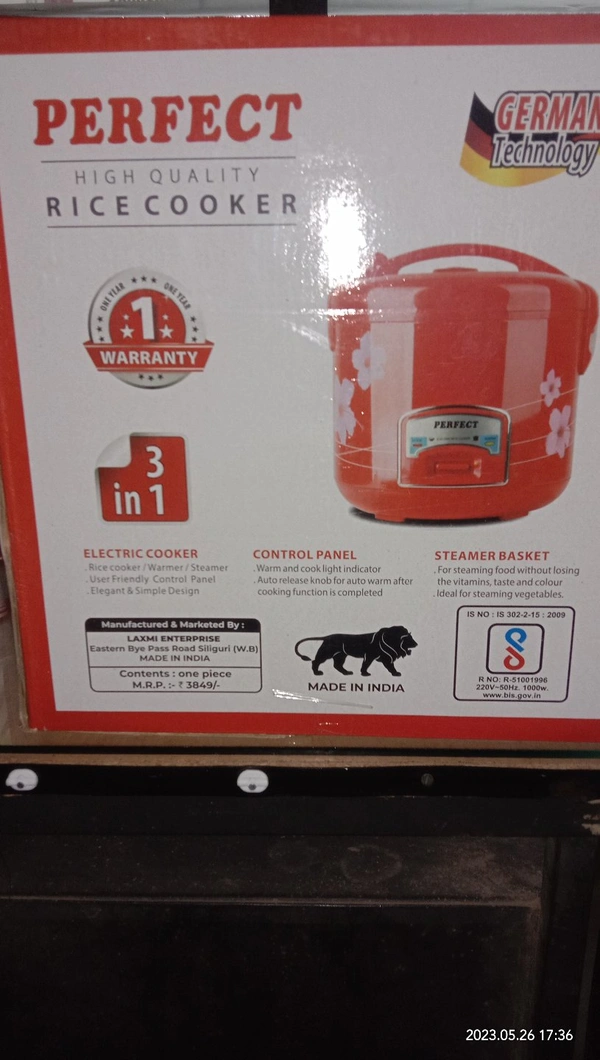 PERFECT
HIGH QUALITY
RICE COOKER
GERMAN
Technology
ONE YEAR ONE YEAR
1
WARRANTY
3
in 1
PERFECT
ELECTRIC COOKER
. Rice cooker / Warmer / Steamer
. User Friendly Control Panel
. Elegant & Simple Design
CONTROL PANEL
. Warm and cook light indicator
. Auto release knob for auto warm after
cooking function is completed
STEAMER BASKET
. For steaming food without losing
the vitamins, taste and colour
. Ideal for steaming vegetables.
Manufactured & Marketed By :
LAXMI ENTERPRISE
Eastern Bye Pass Road Siliguri (W.B)
MADE IN INDIA
Contents : one piece
M.R.P. :- ₹ 3849/-
MADE IN INDIA
IS NO : IS 302-2-15 : 2009
R NO: R-51001996
220V~50Hz. 1000w.
www.bis.gov.in
2023.05.26 17:36